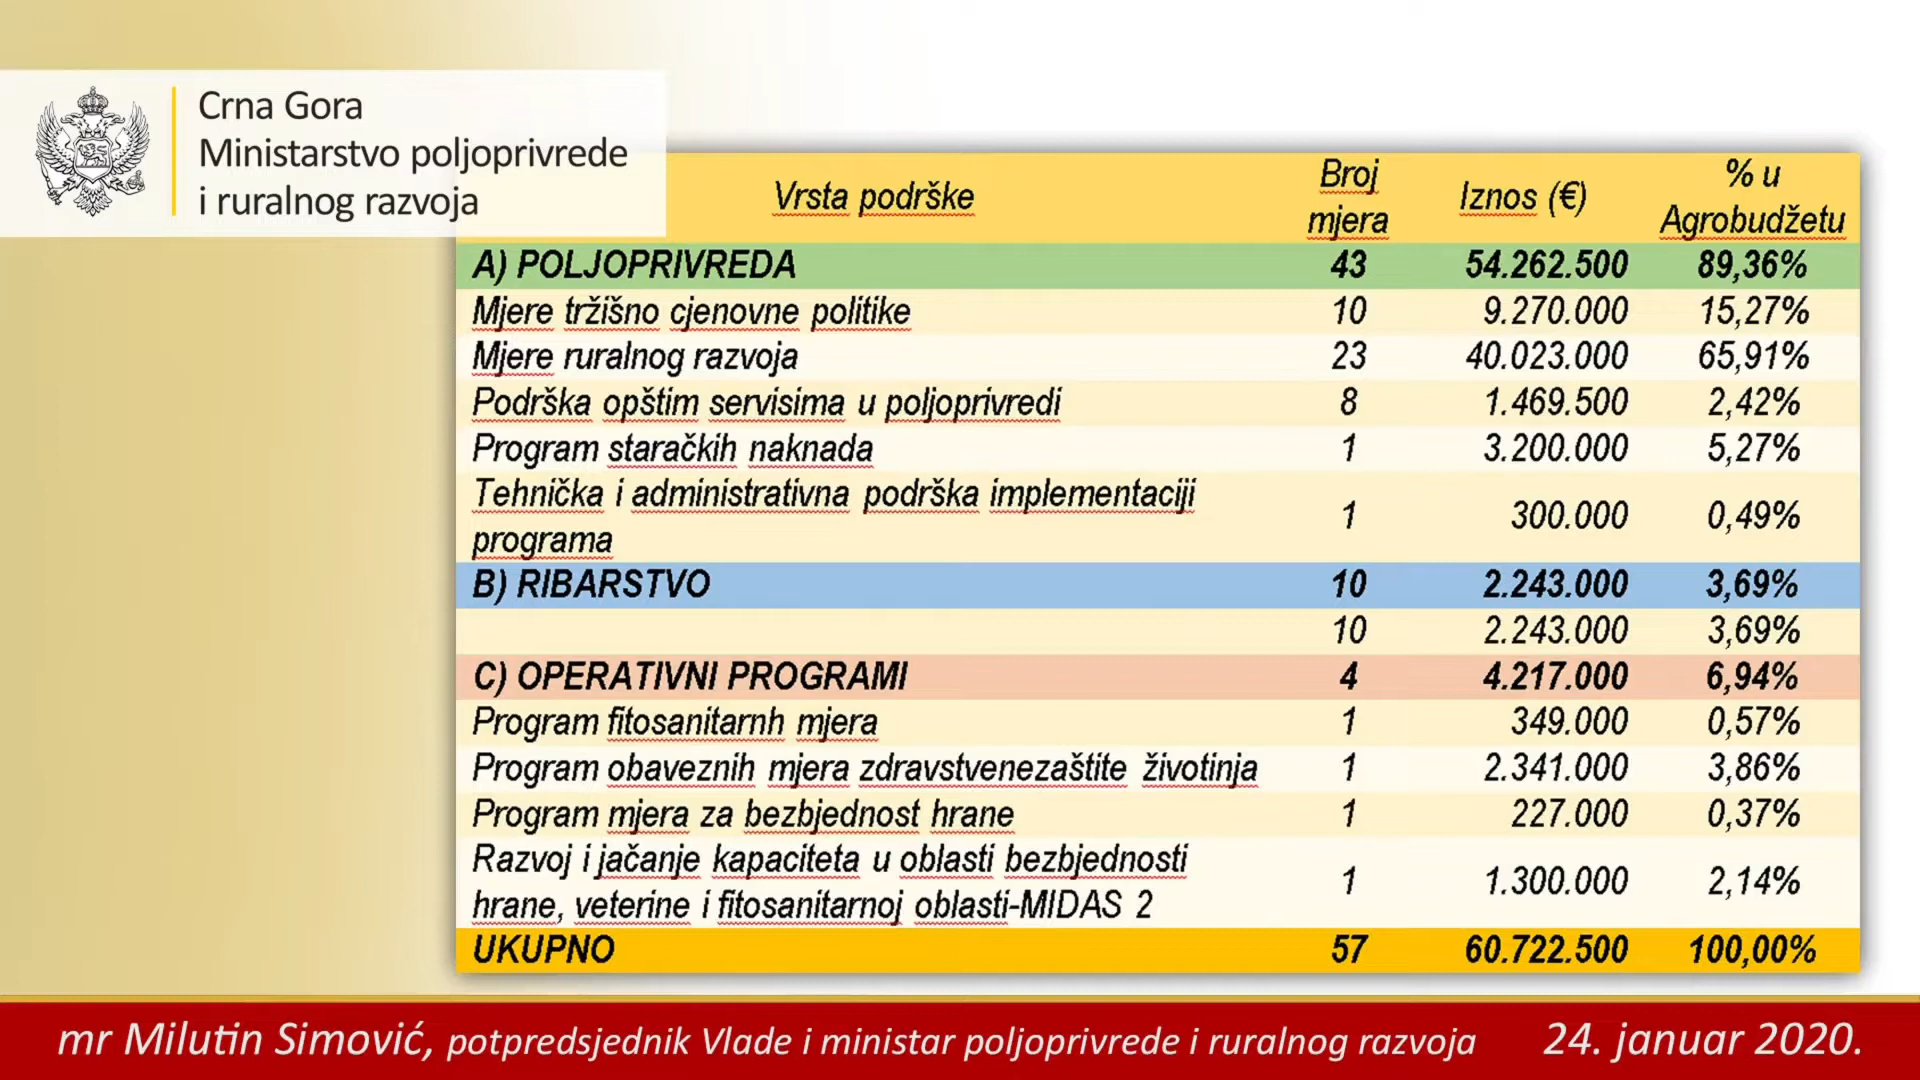 Crna Gora
Ministarstvo poljoprivrede
i ruralnog razvoja
Vrsta podrške Broj mjera Iznos (€) % u Agrobudžetu
A) POLJOPRIVREDA 43 54.262.500 89,36%
Mjere tržišno cjenovne politike 10 9.270.000 15,27%
Mjere ruralnog razvoja 23 40.023.000 65,91%
Podrška opštim servisima u poljoprivredi 8 1.469.500 2,42%
Program staračkih naknada 1 3.200.000 5,27%
Tehnička i administrativna podrška implementaciji
programa 1 300.000 0,49%
B) RIBARSTVO 10 2.243.000 3,69%
10 2.243.000 3,69%
C) OPERATIVNI PROGRAMI 4 4.217.000 6,94%
Program fitosanitarnh mjera 1 349.000 0,57%
Program obaveznih mjera zdravstvenezaštite životinja 1 2.341.000 3,86%
Program mjera za bezbjednost hrane 1 227.000 0,37%
Razvoj i jačanje kapaciteta u oblasti bezbjednosti
hrane, veterine i fitosanitarnoj oblasti-MIDAS 2 1 1.300.000 2,14%
UKUPNO 57 60.722.500 100,00%
mr Milutin Simović, potpredsjednik Vlade i ministar poljoprivrede i ruralnog razvoja 24. januar 2020.